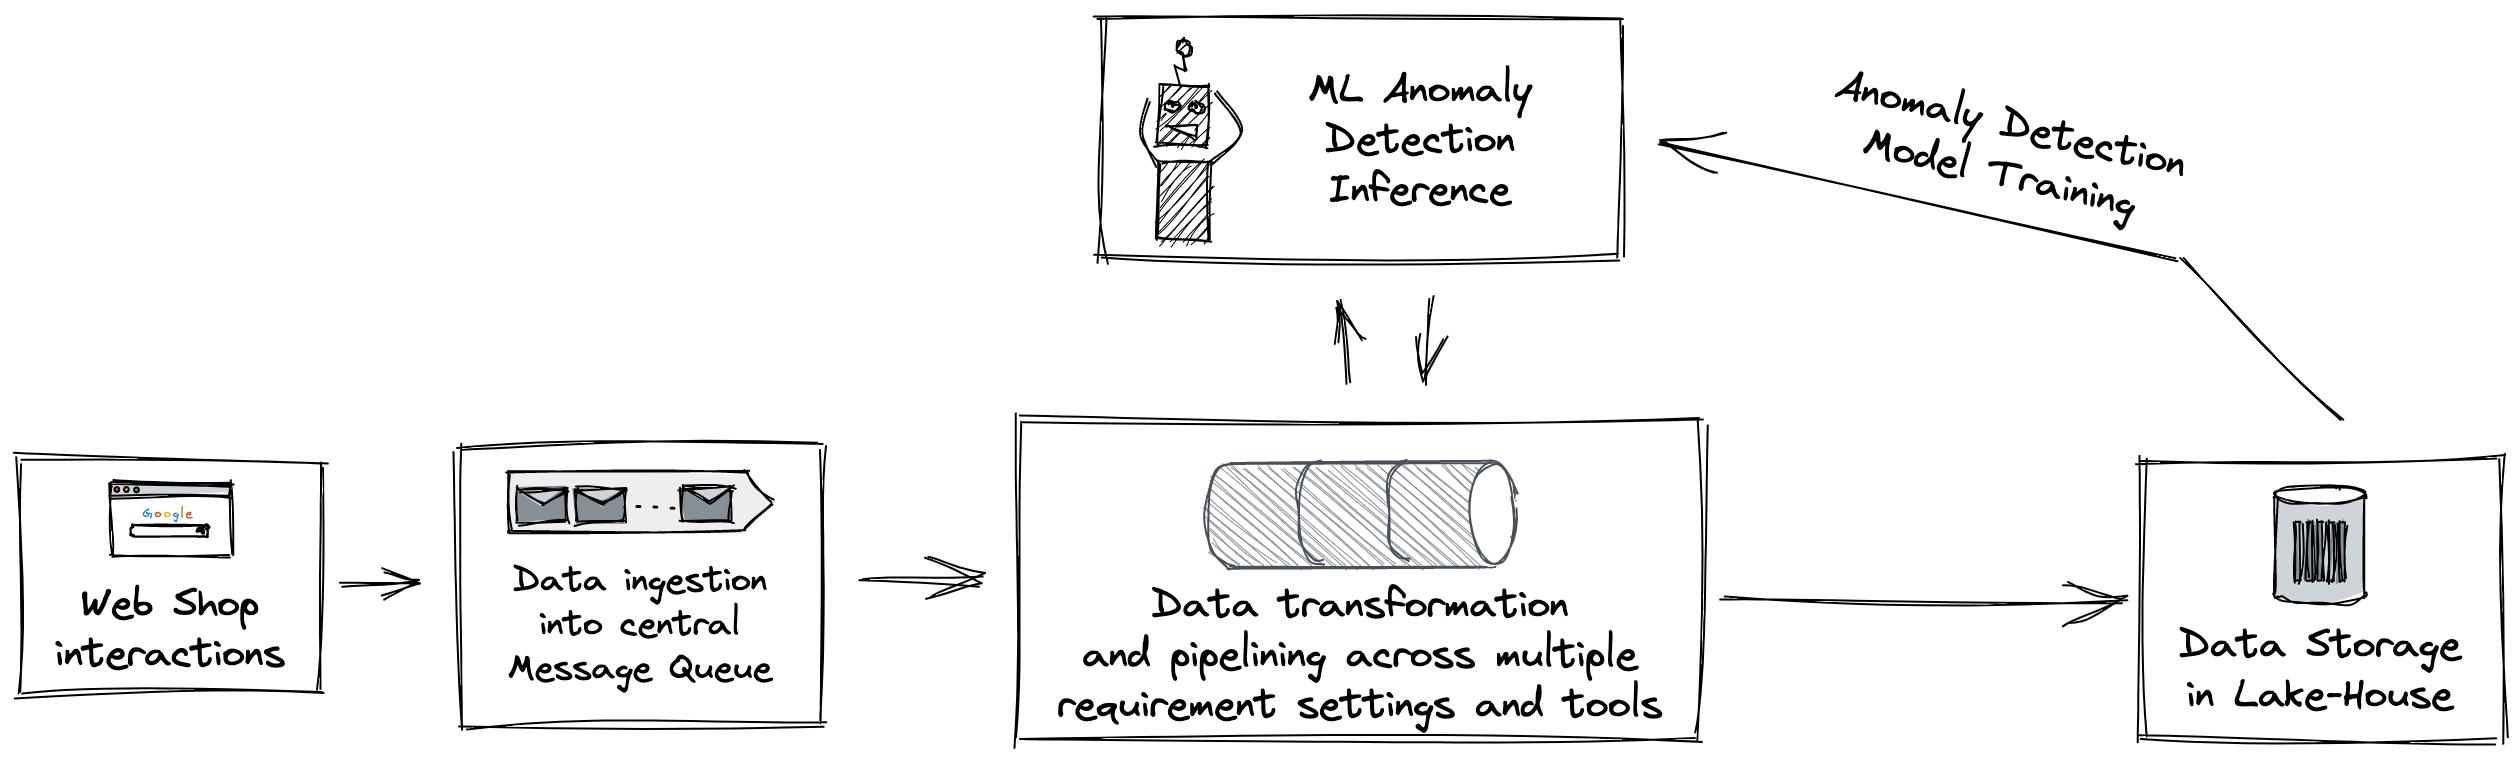 ML Anomaly
Detection
Inference
Anomaly Detection
Model Training
Google
Web Shop
interactions
Data ingestion
into central
Message Queue
Data transformation
and pipelining across multiple
requirement settings and tools
Data Storage
in Lake-House